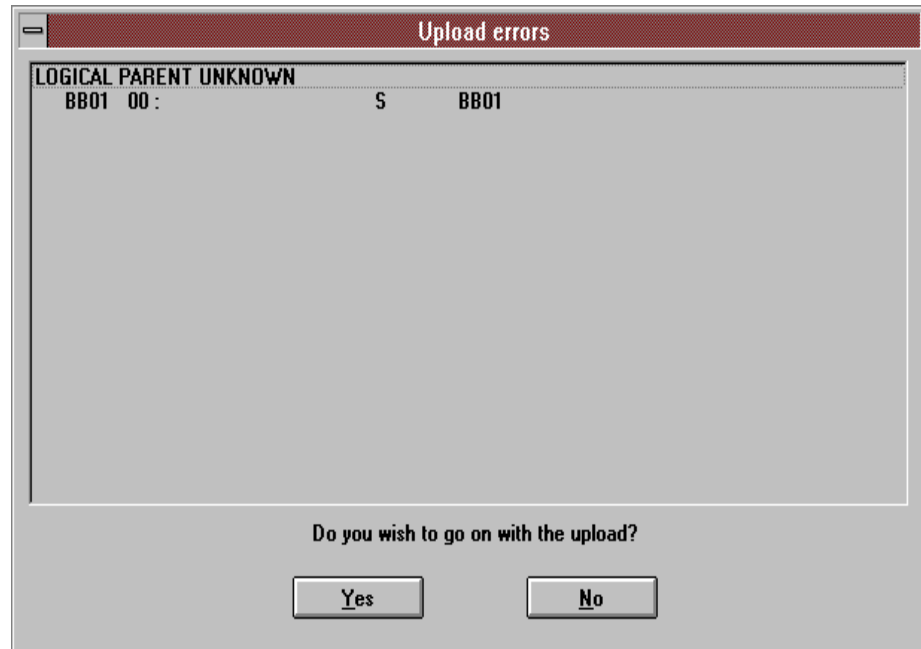 Upload errors
LOGICAL PARENT UNKNOWN
BB01 00 : S BB01
Do you wish to go on with the upload?
Yes
No